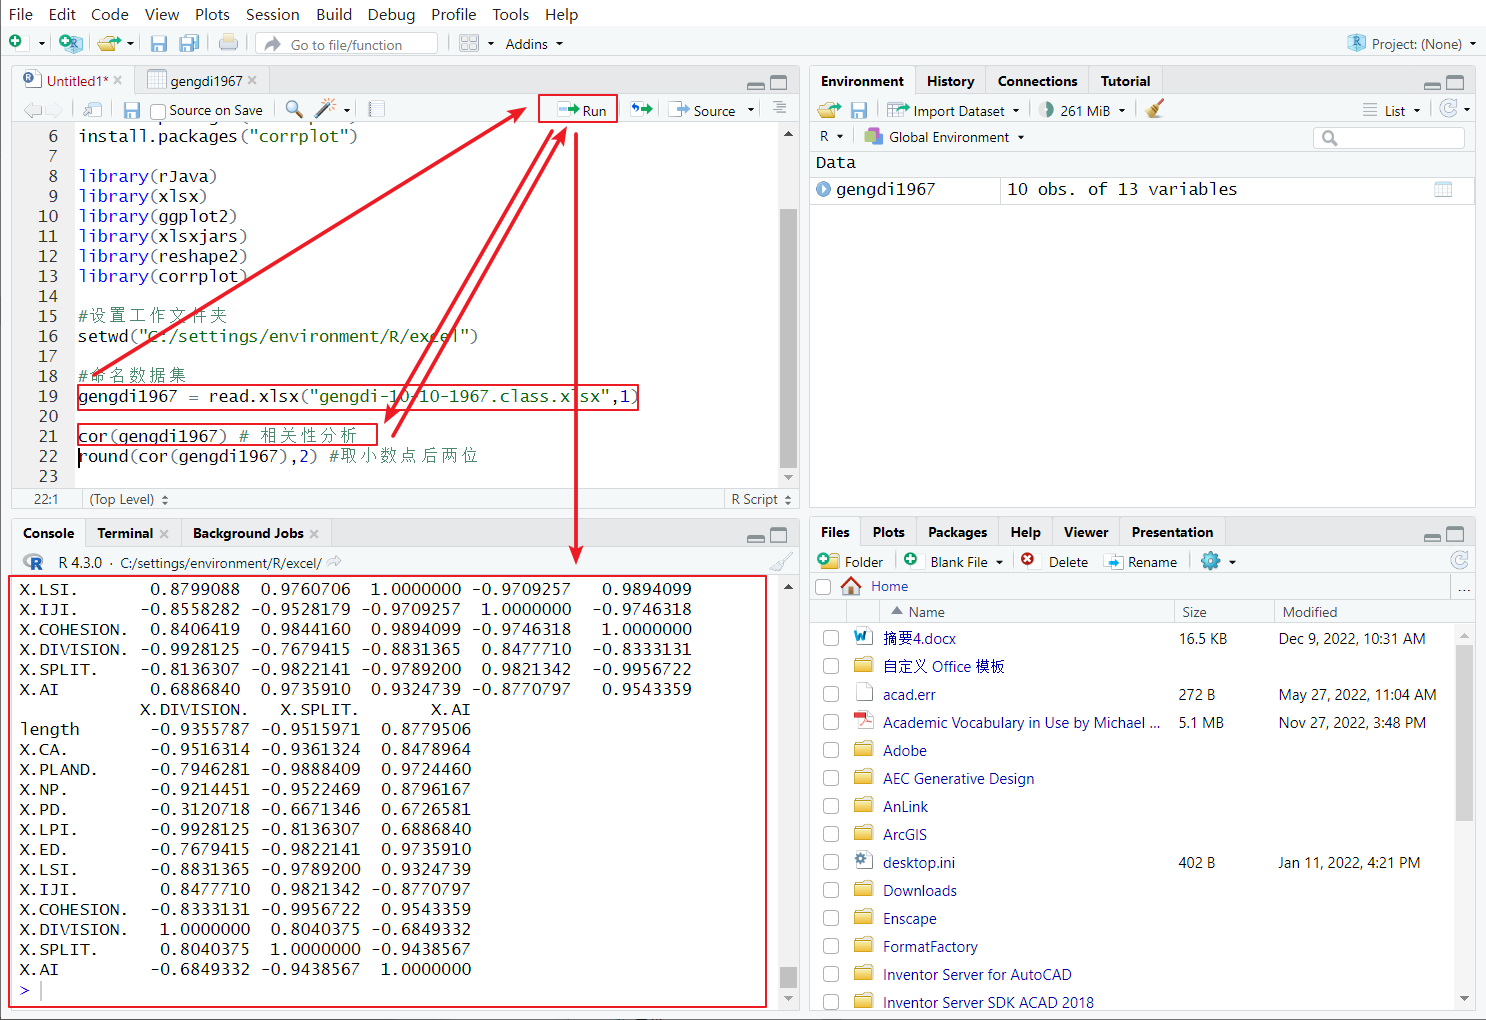 File Edit Code View Plots Session Build Debug Profile Tools Help
Go to file/function Addins Project: (None)
Untitled1* gengdi1967
Source on Save Run Source
6 install.packages("corrplot")
7
8 library(rJava)
9 library(xlsx)
10 library(ggplot2)
11 library(xlsxjars)
12 library(reshape2)
13 library(corrplot)
14
15 #设置工作文件夹
16 setwd("C:/settings/environment/R/excel")
17
18 #命名数据集
19 gengdi1967 = read.xlsx("gengdi-10-10-1967.class.xlsx",1)
20
21 cor(gengdi1967) # 相关性分析
22 round(cor(gengdi1967),2) #取小数点后两位
23
22:1 (Top Level) R Script
Console Terminal Background Jobs
R 4.3.0 · C:/settings/environment/R/excel/
X.LSI. 0.8799088 0.9760706 1.0000000 -0.9709257 0.9894099
X.IJI. -0.8558282 -0.9528179 -0.9709257 1.0000000 -0.9746318
X.COHESION. 0.8406419 0.9844160 0.9894099 -0.9746318 1.0000000
X.DIVISION. -0.9928125 -0.7679415 -0.8831365 0.8477710 -0.8333131
X.SPLIT. -0.8136307 -0.9822141 -0.9789200 0.9821342 -0.9956722
X.AI 0.6886840 0.9735910 0.9324739 -0.8770797 0.9543359
X.DIVISION. X.SPLIT. X.AI
length -0.9355787 -0.9515971 0.8779506
X.CA. -0.9516314 -0.9361324 0.8478964
X.PLAND. -0.7946281 -0.9888409 0.9724460
X.NP. -0.9214451 -0.9522469 0.8796167
X.PD. -0.3120718 -0.6671346 0.6726581
X.LPI. -0.9928125 -0.8136307 0.6886840
X.ED. -0.7679415 -0.9822141 0.9735910
X.LSI. -0.8831365 -0.9789200 0.9324739
X.IJI. 0.8477710 0.9821342 -0.8770797
X.COHESION. -0.8333131 -0.9956722 0.9543359
X.DIVISION. 1.0000000 0.8040375 -0.6849332
X.SPLIT. 0.8040375 1.0000000 -0.9438567
X.AI -0.6849332 -0.9438567 1.0000000
>
Environment History Connections Tutorial
Import Dataset 261 MiB List
R Global Environment
Data
gengdi1967 10 obs. of 13 variables
Files Plots Packages Help Viewer Presentation
Folder Blank File Delete Rename
Home ...
Name Size Modified
摘要4.docx 16.5 KB Dec 9, 2022, 10:31 AM
自定义 Office 模板
acad.err 272 B May 27, 2022, 11:04 AM
Academic Vocabulary in Use by Michael ... 5.1 MB Nov 27, 2022, 3:48 PM
Adobe
AEC Generative Design
AnLink
ArcGIS
desktop.ini 402 B Jan 11, 2022, 4:21 PM
Downloads
Enscape
FormatFactory
Inventor Server for AutoCAD
Inventor Server SDK ACAD 2018